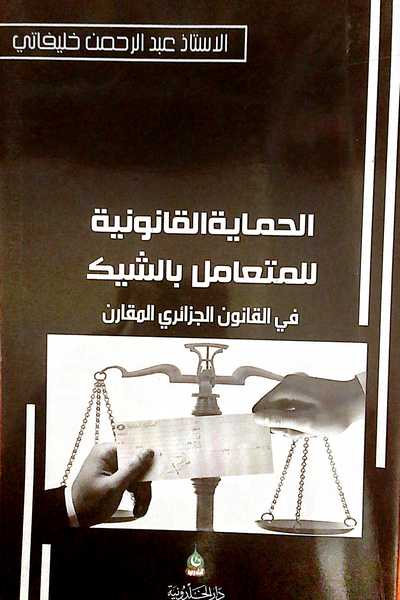 الاستاذ عبد الرحمن خليفاتي
الحماية القانونية
للمتعامل بالشيك
في القانون الجزائري المقارن
دار الخلدونية